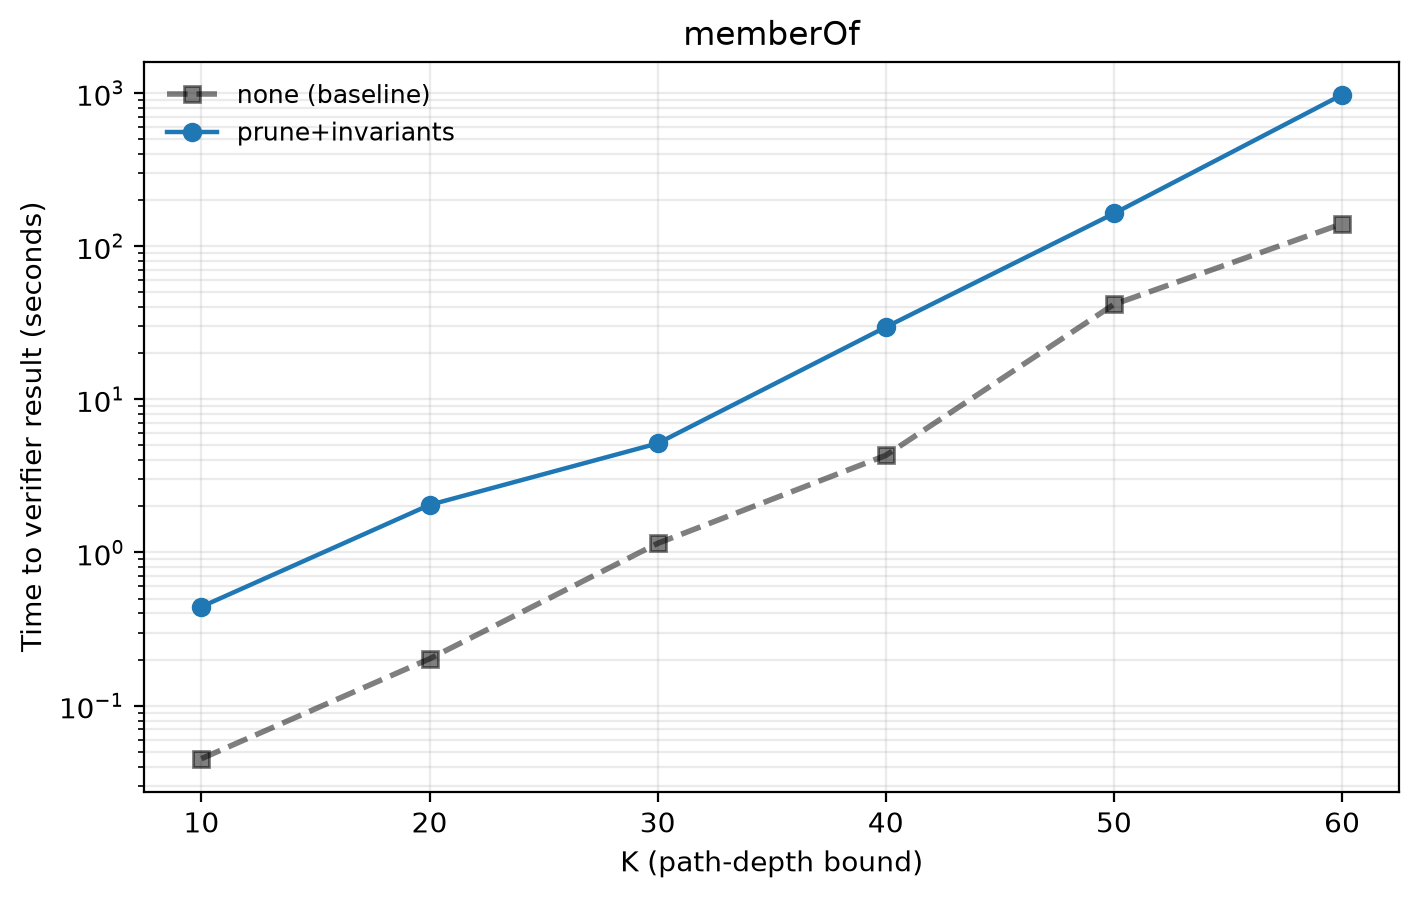 memberOf
none (baseline)
prune+invariants
Time to verifier result (seconds)
10³
10²
10¹
10⁰
10⁻¹
10 20 30 40 50 60
K (path-depth bound)